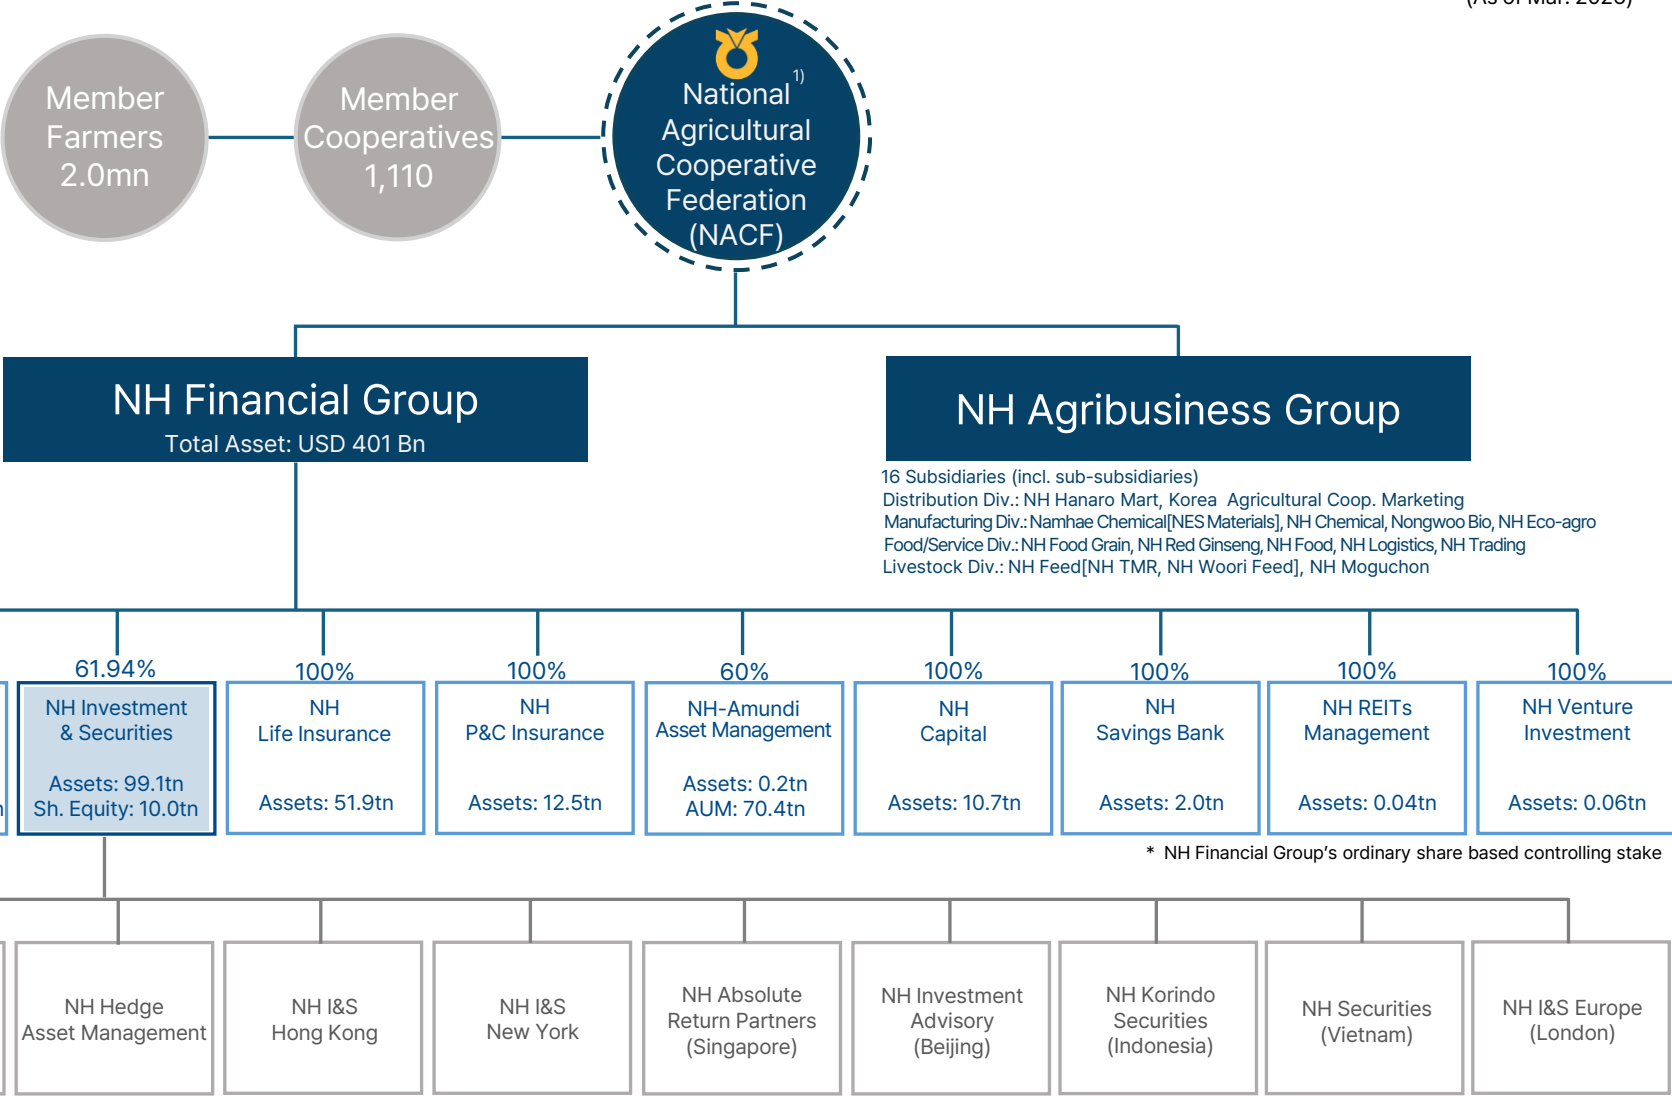 Member
Farmers
2.0mn
Member
Cooperatives
1,110
National 1)
Agricultural
Cooperative
Federation
(NACF)
NH Financial Group
Total Asset: USD 401 Bn
NH Agribusiness Group
16 Subsidiaries (incl. sub-subsidiaries)
Distribution Div.: NH Hanaro Mart, Korea Agricultural Coop. Marketing
Manufacturing Div.: Namhae Chemical[NES Materials], NH Chemical, Nongwoo Bio, NH Eco-agro
Food/Service Div.: NH Food Grain, NH Red Ginseng, NH Food, NH Logistics, NH Trading
Livestock Div.: NH Feed[NH TMR, NH Woori Feed], NH Moguchon
61.94%
NH Investment
& Securities
Assets: 99.1tn
Sh. Equity: 10.0tn
100%
NH
Life Insurance
Assets: 51.9tn
100%
NH
P&C Insurance
Assets: 12.5tn
60%
NH-Amundi
Asset Management
Assets: 0.2tn
AUM: 70.4tn
100%
NH
Capital
Assets: 10.7tn
100%
NH
Savings Bank
Assets: 2.0tn
100%
NH REITs
Management
Assets: 0.04tn
100%
NH Venture
Investment
Assets: 0.06tn
* NH Financial Group's ordinary share based controlling stake
NH Hedge
Asset Management
NH I&S
Hong Kong
NH I&S
New York
NH Absolute
Return Partners
(Singapore)
NH Investment
Advisory
(Beijing)
NH Korindo
Securities
(Indonesia)
NH Securities
(Vietnam)
NH I&S Europe
(London)